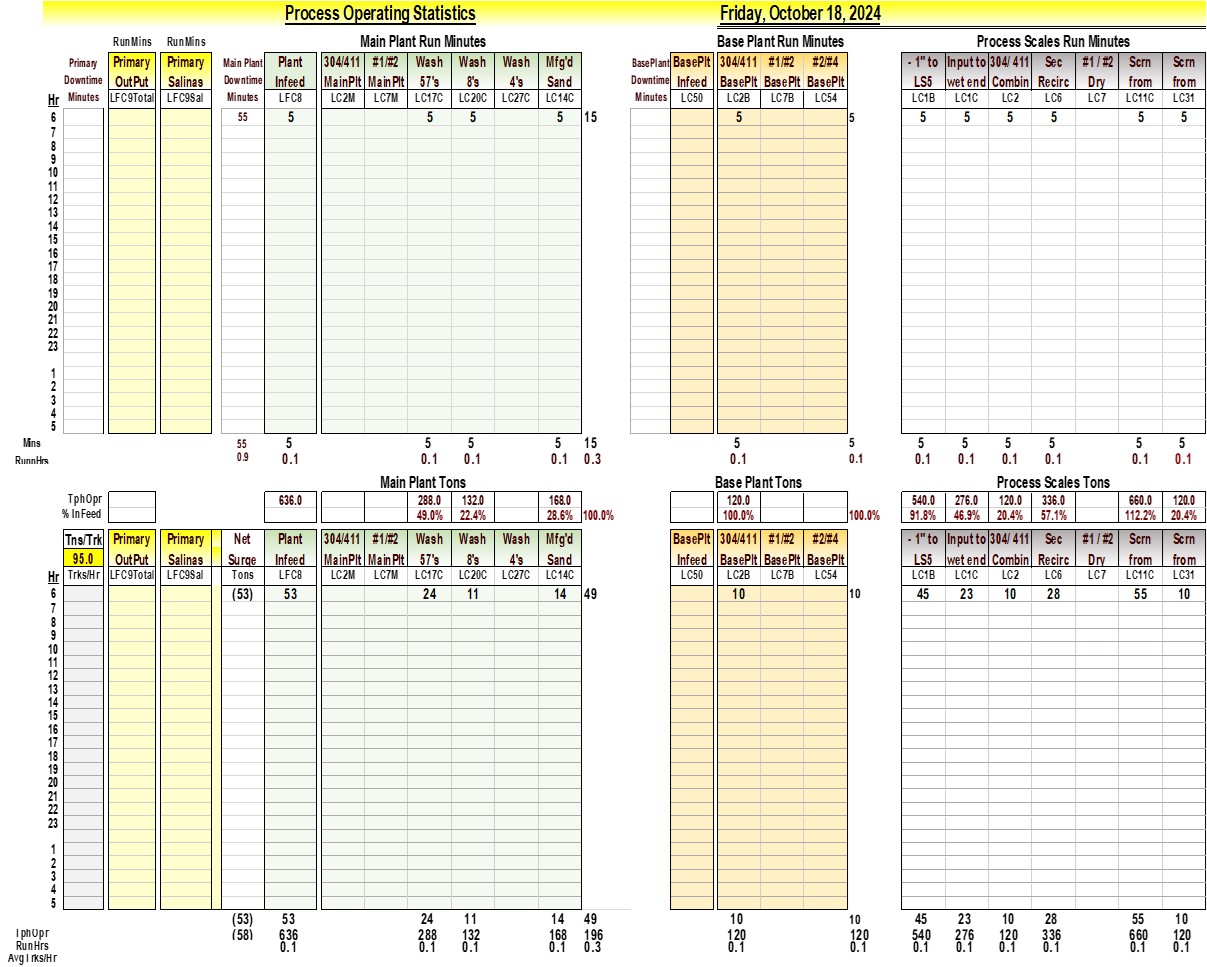 Process Operating Statistics Friday, October 18, 2024
RunMins RunMins Main Plant Run Minutes Base Plant Run Minutes Process Scales Run Minutes
Primary Primary Primary Main Plant Plant 304/411 #1/#2 Wash Wash Wash Mfg'd BasePlant BasePlt 304/411 #1/#2 #2/#4 - 1" to Input to 304/ 411 Sec #1 / #2 Scrn Scrn
Downtime OutPut Salinas Downtime Infeed MainPlt MainPlt 57's 8's 4's Sand Downtime Infeed BasePlt BasePlt BasePlt LS5 wet end Combin Recirc Dry from from
Hr Minutes LFC9Total LFC9Sal Minutes LFC8 LC2M LC7M LC17C LC20C LC27C LC14C Minutes LC50 LC2B LC7B LC54 LC1B LC1C LC2 LC6 LC7 LC11C LC31
6 55 5 5 5 5 15 5 5 5 5 5 5 5 5
7
8
9
10
11
12
13
14
15
16
17
18
19
20
21
22
23
1
2
3
4
5
Mins 55 5 5 5 5 15 5 5 5 5 5 5 5 5
RunnHrs 0.9 0.1 0.1 0.1 0.1 0.3 0.1 0.1 0.1 0.1 0.1 0.1 0.1 0.1
Main Plant Tons Base Plant Tons Process Scales Tons
TphOpr 636.0 288.0 132.0 168.0 120.0 540.0 276.0 120.0 336.0 660.0 120.0
% InFeed 49.0% 22.4% 28.6% 100.0% 100.0% 100.0% 91.8% 46.9% 20.4% 57.1% 112.2% 20.4%
Tns/Trk Primary Primary Net Plant 304/411 #1/#2 Wash Wash Wash Mfg'd BasePlt 304/411 #1/#2 #2/#4 - 1" to Input to 304/ 411 Sec #1 / #2 Scrn Scrn
95.0 OutPut Salinas Surge Infeed MainPlt MainPlt 57's 8's 4's Sand Infeed BasePlt BasePlt BasePlt LS5 wet end Combin Recirc Dry from from
Hr Trks/Hr LFC9Total LFC9Sal Tons LFC8 LC2M LC7M LC17C LC20C LC27C LC14C LC50 LC2B LC7B LC54 LC1B LC1C LC2 LC6 LC7 LC11C LC31
6 (53) 53 24 11 14 49 10 10 45 23 10 28 55 10
7
8
9
10
11
12
13
14
15
16
17
18
19
20
21
22
23
1
2
3
4
5
(53) 53 24 11 14 49 10 10 45 23 10 28 55 10
TphOpr (58) 636 288 132 168 196 120 120 540 276 120 336 660 120
RunHrs 0.1 0.1 0.1 0.1 0.3 0.1 0.1 0.1 0.1 0.1 0.1 0.1 0.1
AvgTrks/Hr